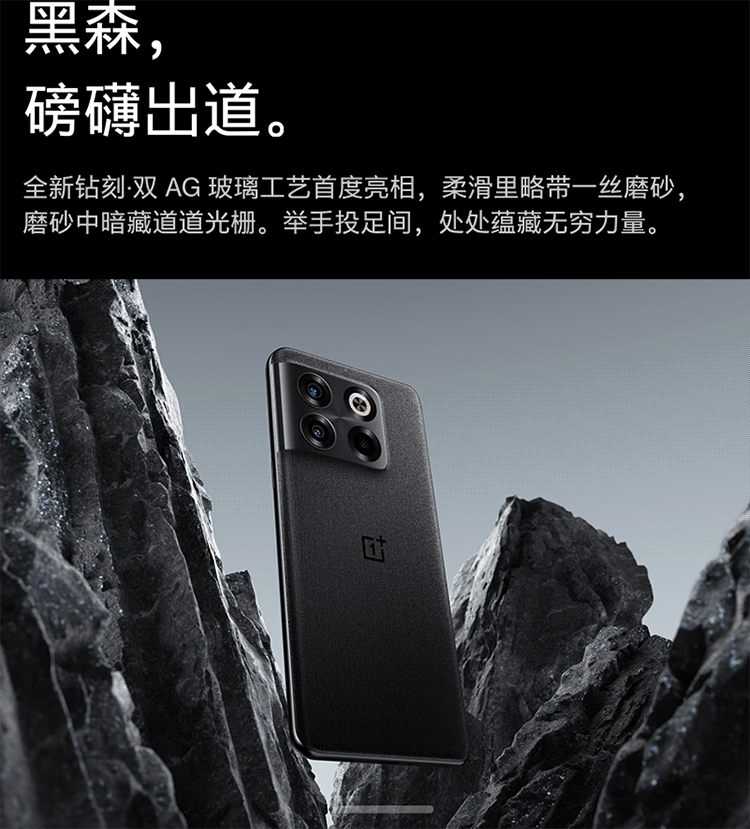 黑森，
磅礴出道。
全新钻刻·双 AG 玻璃工艺首度亮相，柔滑里略带一丝磨砂，
磨砂中暗藏道道光栅。举手投足间，处处蕴藏无穷力量。
1+